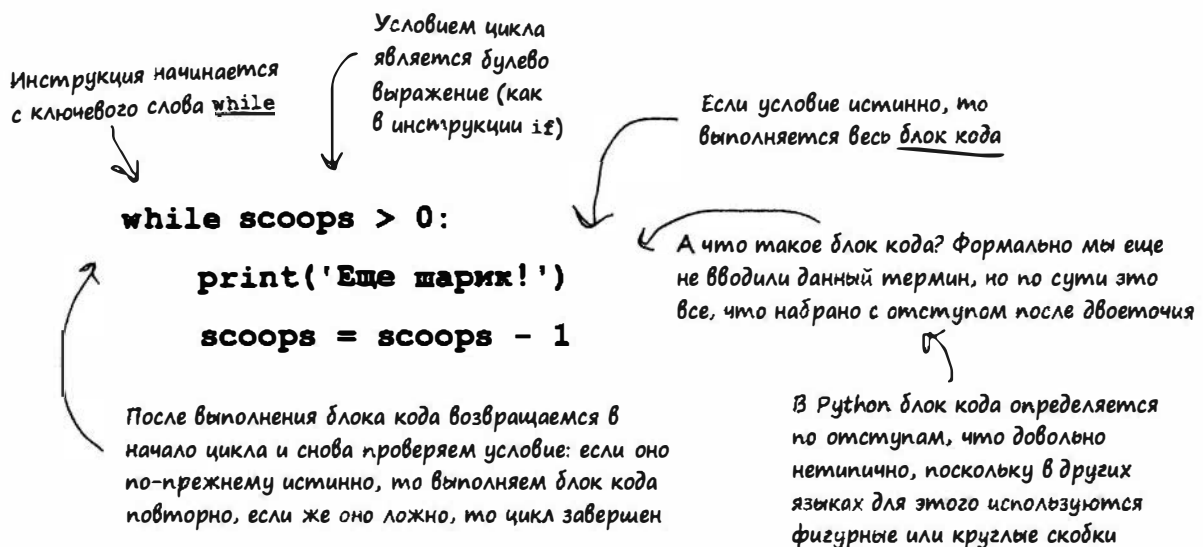 Инструкция начинается
с ключевого слова while
Условием цикла
является булево
выражение (как
в инструкции if)
Если условие истинно, то
выполняется весь блок кода
while scoops > 0:
print('Еще шарик!')
scoops = scoops - 1
А что такое блок кода? Формально мы еще
не вводили данный термин, но по сути это
все, что набрано с отступом после двоеточия
После выполнения блока кода возвращаемся в
начало цикла и снова проверяем условие: если оно
по-прежнему истинно, то выполняем блок кода
повторно, если же оно ложно, то цикл завершен
В Python блок кода определяется
по отступам, что довольно
нетипично, поскольку в других
языках для этого используются
фигурные или круглые скобки